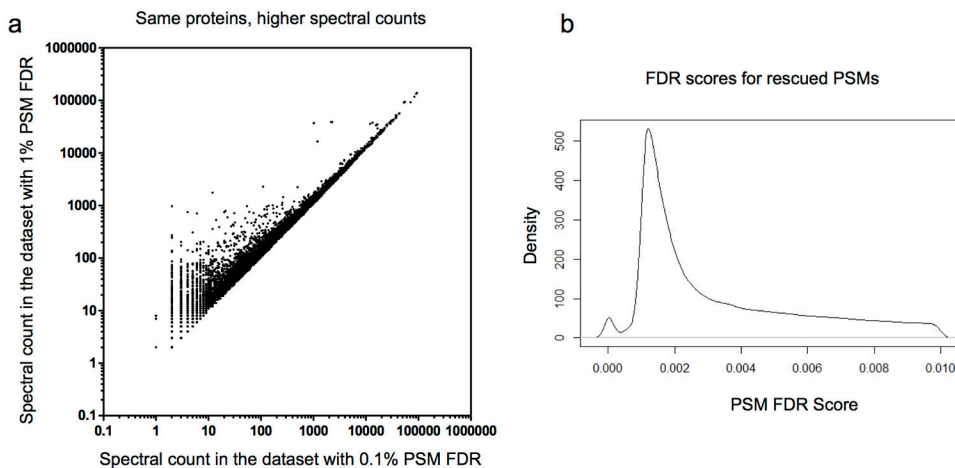 a
Same proteins, higher spectral counts
Spectral count in the dataset with 1% PSM FDR
1000000
100000
10000
1000
100
10
1
0.1
0.1 1 10 100 1000 10000 100000 1000000
Spectral count in the dataset with 0.1% PSM FDR
b
FDR scores for rescued PSMs
Density
500
400
300
200
100
0
0.000 0.002 0.004 0.006 0.008 0.010
PSM FDR Score